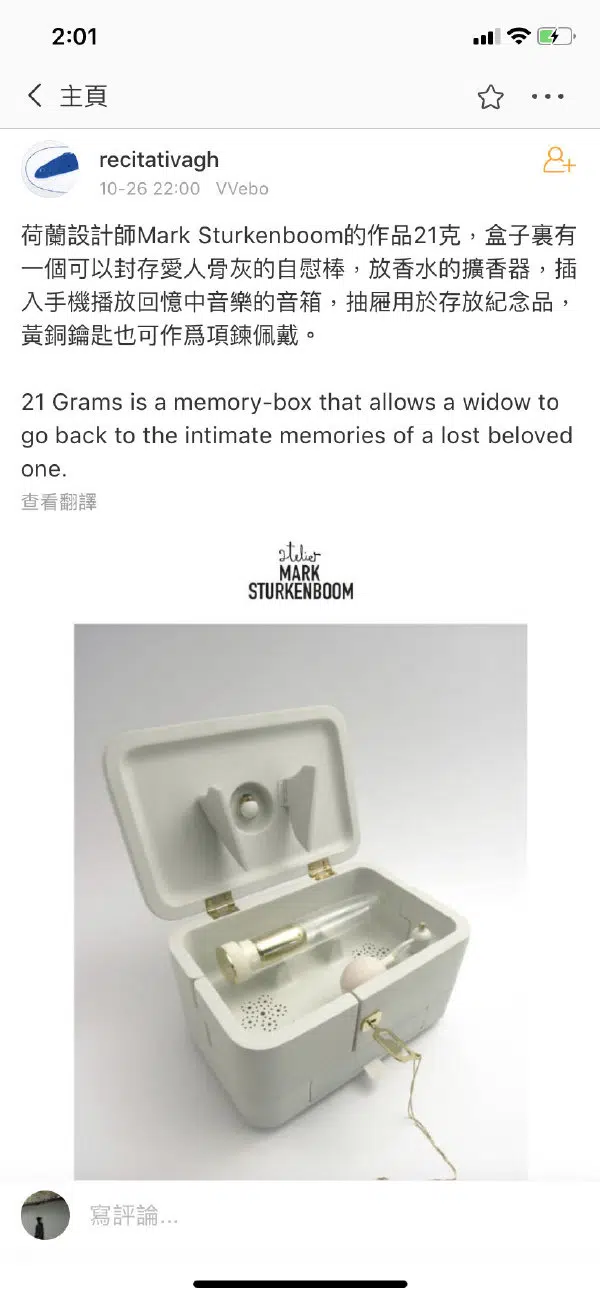 2:01
主頁
recitativagh
10-26 22:00 VVebo
荷蘭設計師Mark Sturkenboom的作品21克，盒子裏有
一個可以封存愛人骨灰的自慰棒，放香水的擴香器，插
入手機播放回憶中音樂的音箱，抽屜用於存放紀念品，
黃銅鑰匙也可作爲項鍊佩戴。
21 Grams is a memory-box that allows a widow to
go back to the intimate memories of a lost beloved
one.
查看翻譯
atelier
MARK
STURKENBOOM
寫評論...